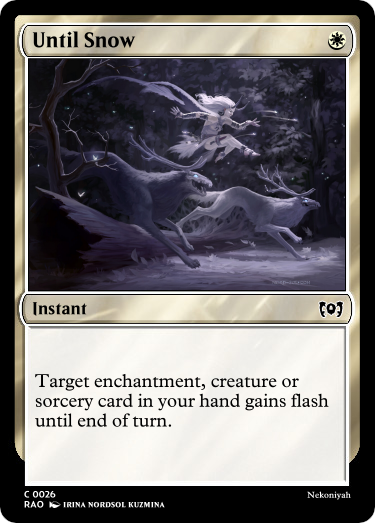 Until Snow
Instant
Target enchantment, creature or
sorcery card in your hand gains flash
until end of turn.
C 0026
RAO IRINA NORDSOL KUZMINA
Nekoniyah